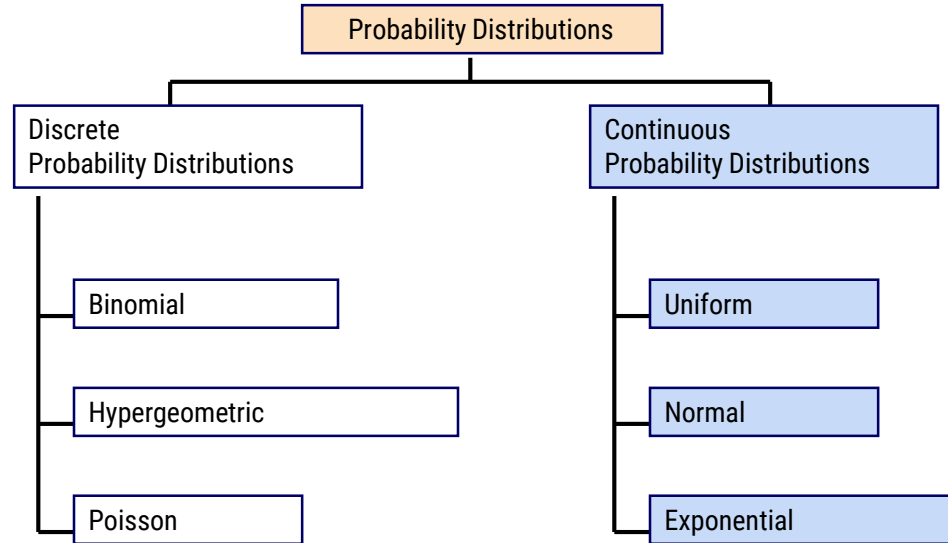 Probability Distributions
Discrete
Probability Distributions
Binomial
Hypergeometric
Poisson
Continuous
Probability Distributions
Uniform
Normal
Exponential